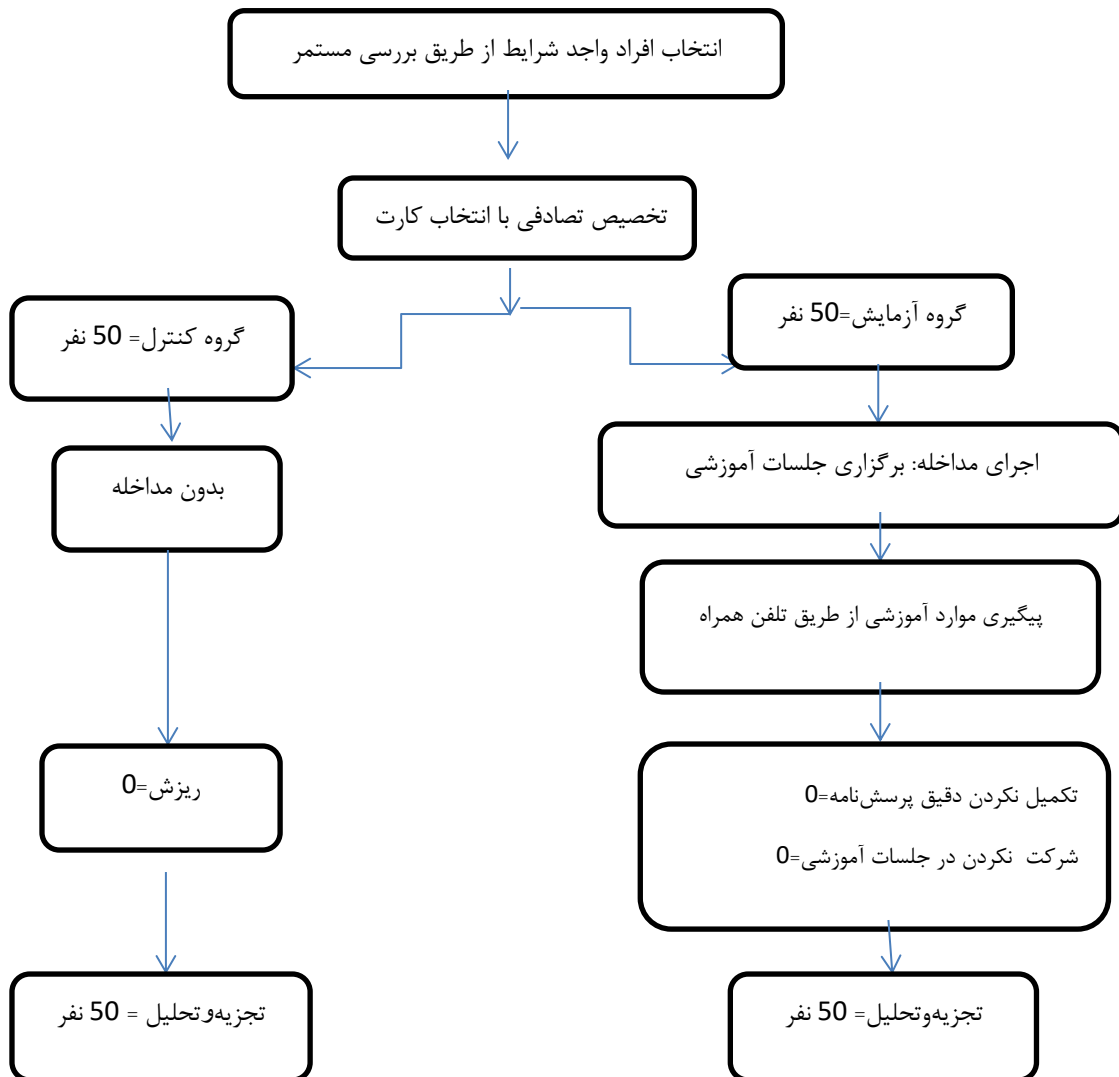 انتخاب افراد واجد شرایط از طریق بررسی مستمر
تخصیص تصادفی با انتخاب کارت
گروه آزمایش=50 نفر
گروه کنترل= 50 نفر
اجرای مداخله: برگزاری جلسات آموزشی
بدون مداخله
پیگیری موارد آموزشی از طریق تلفن همراه
تکمیل نکردن دقیق پرسش‌نامه=0
شرکت نکردن در جلسات آموزشی=0
ریزش=0
تجزیه‌وتحلیل= 50 نفر
تجزیه‌وتحلیل = 50 نفر